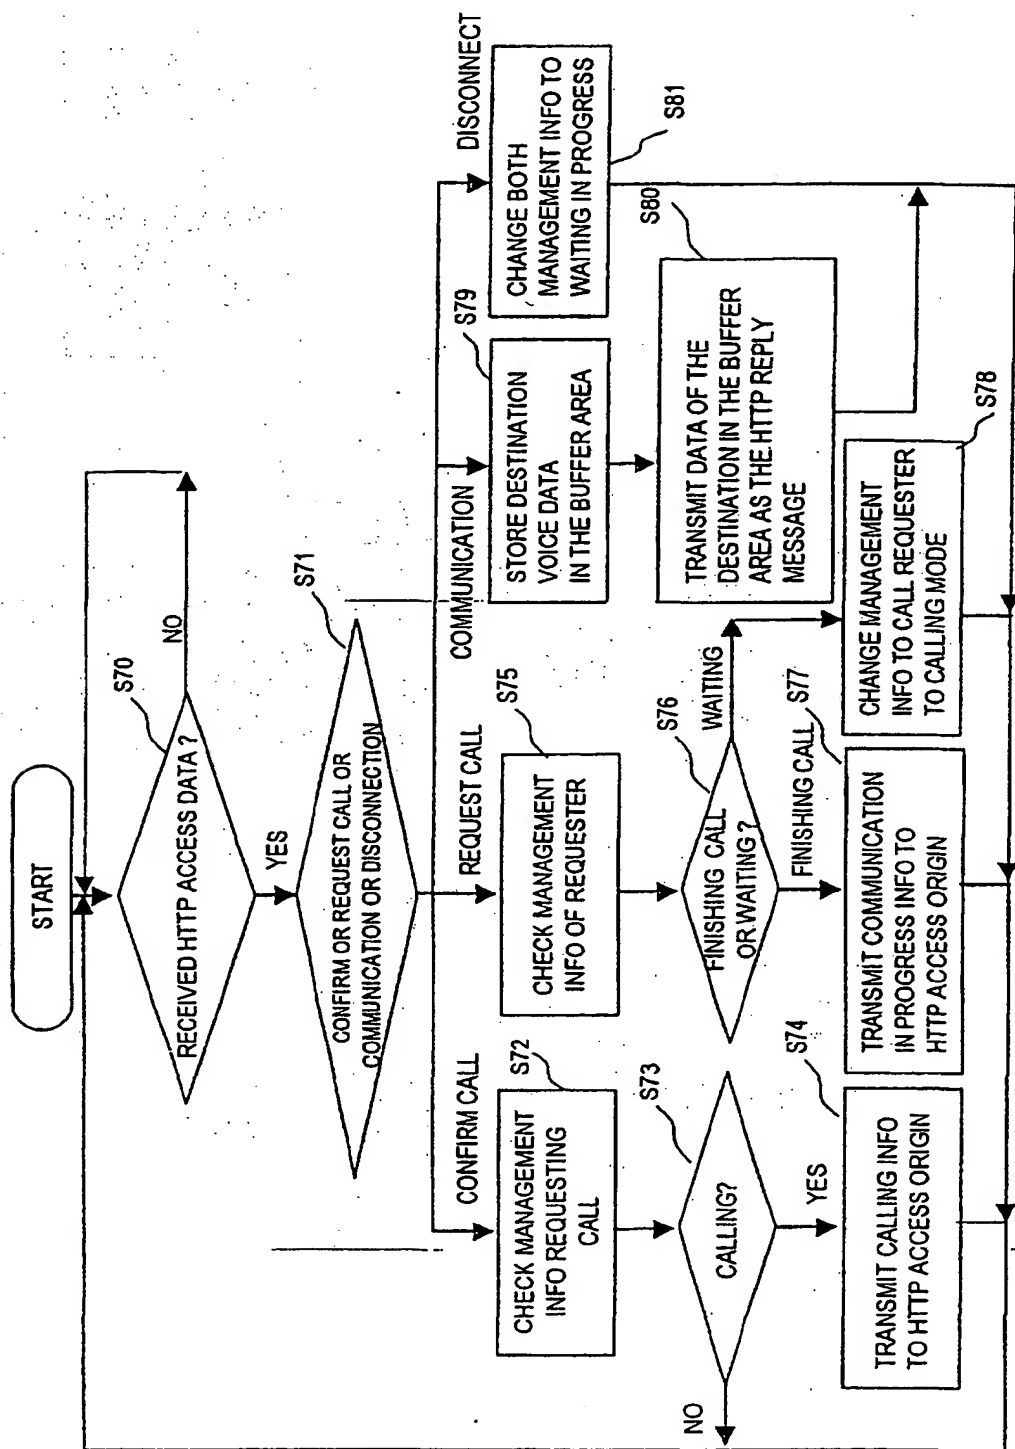 START
S70
RECEIVED HTTP ACCESS DATA ?
NO
YES
S71
CONFIRM OR REQUEST CALL OR
COMMUNICATION OR DISCONNECTION
CONFIRM CALL
REQUEST CALL
COMMUNICATION
DISCONNECT
S72
CHECK MANAGEMENT
INFO REQUESTING
CALL
S75
CHECK MANAGEMENT
INFO OF REQUESTER
S79
STORE DESTINATION
VOICE DATA
IN THE BUFFER AREA
CHANGE BOTH
MANAGEMENT INFO TO
WAITING IN PROGRESS
S81
S73
CALLING?
NO
YES
S76
FINISHING CALL
OR WAITING ?
WAITING
FINISHING CALL
S80
TRANSMIT DATA OF THE
DESTINATION IN THE BUFFER
AREA AS THE HTTP REPLY
MESSAGE
S74
TRANSMIT CALLING INFO
TO HTTP ACCESS ORIGIN
S77
TRANSMIT COMMUNICATION
IN PROGRESS INFO TO
HTTP ACCESS ORIGIN
CHANGE MANAGEMENT
INFO TO CALL REQUESTER
TO CALLING MODE
S78